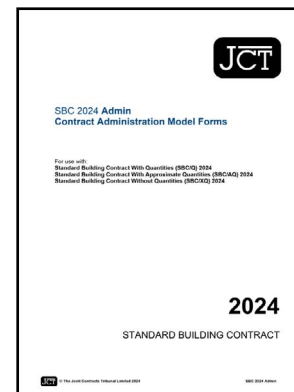 JCT
SBC 2024 Admin
Contract Administration Model Forms
For use with:
Standard Building Contract With Quantities (SBC/Q) 2024
Standard Building Contract With Approximate Quantities (SBC/AQ) 2024
Standard Building Contract Without Quantities (SBC/XQ) 2024
2024
STANDARD BUILDING CONTRACT
JCT © The Joint Contracts Tribunal Limited 2024 SBC 2024 Admin